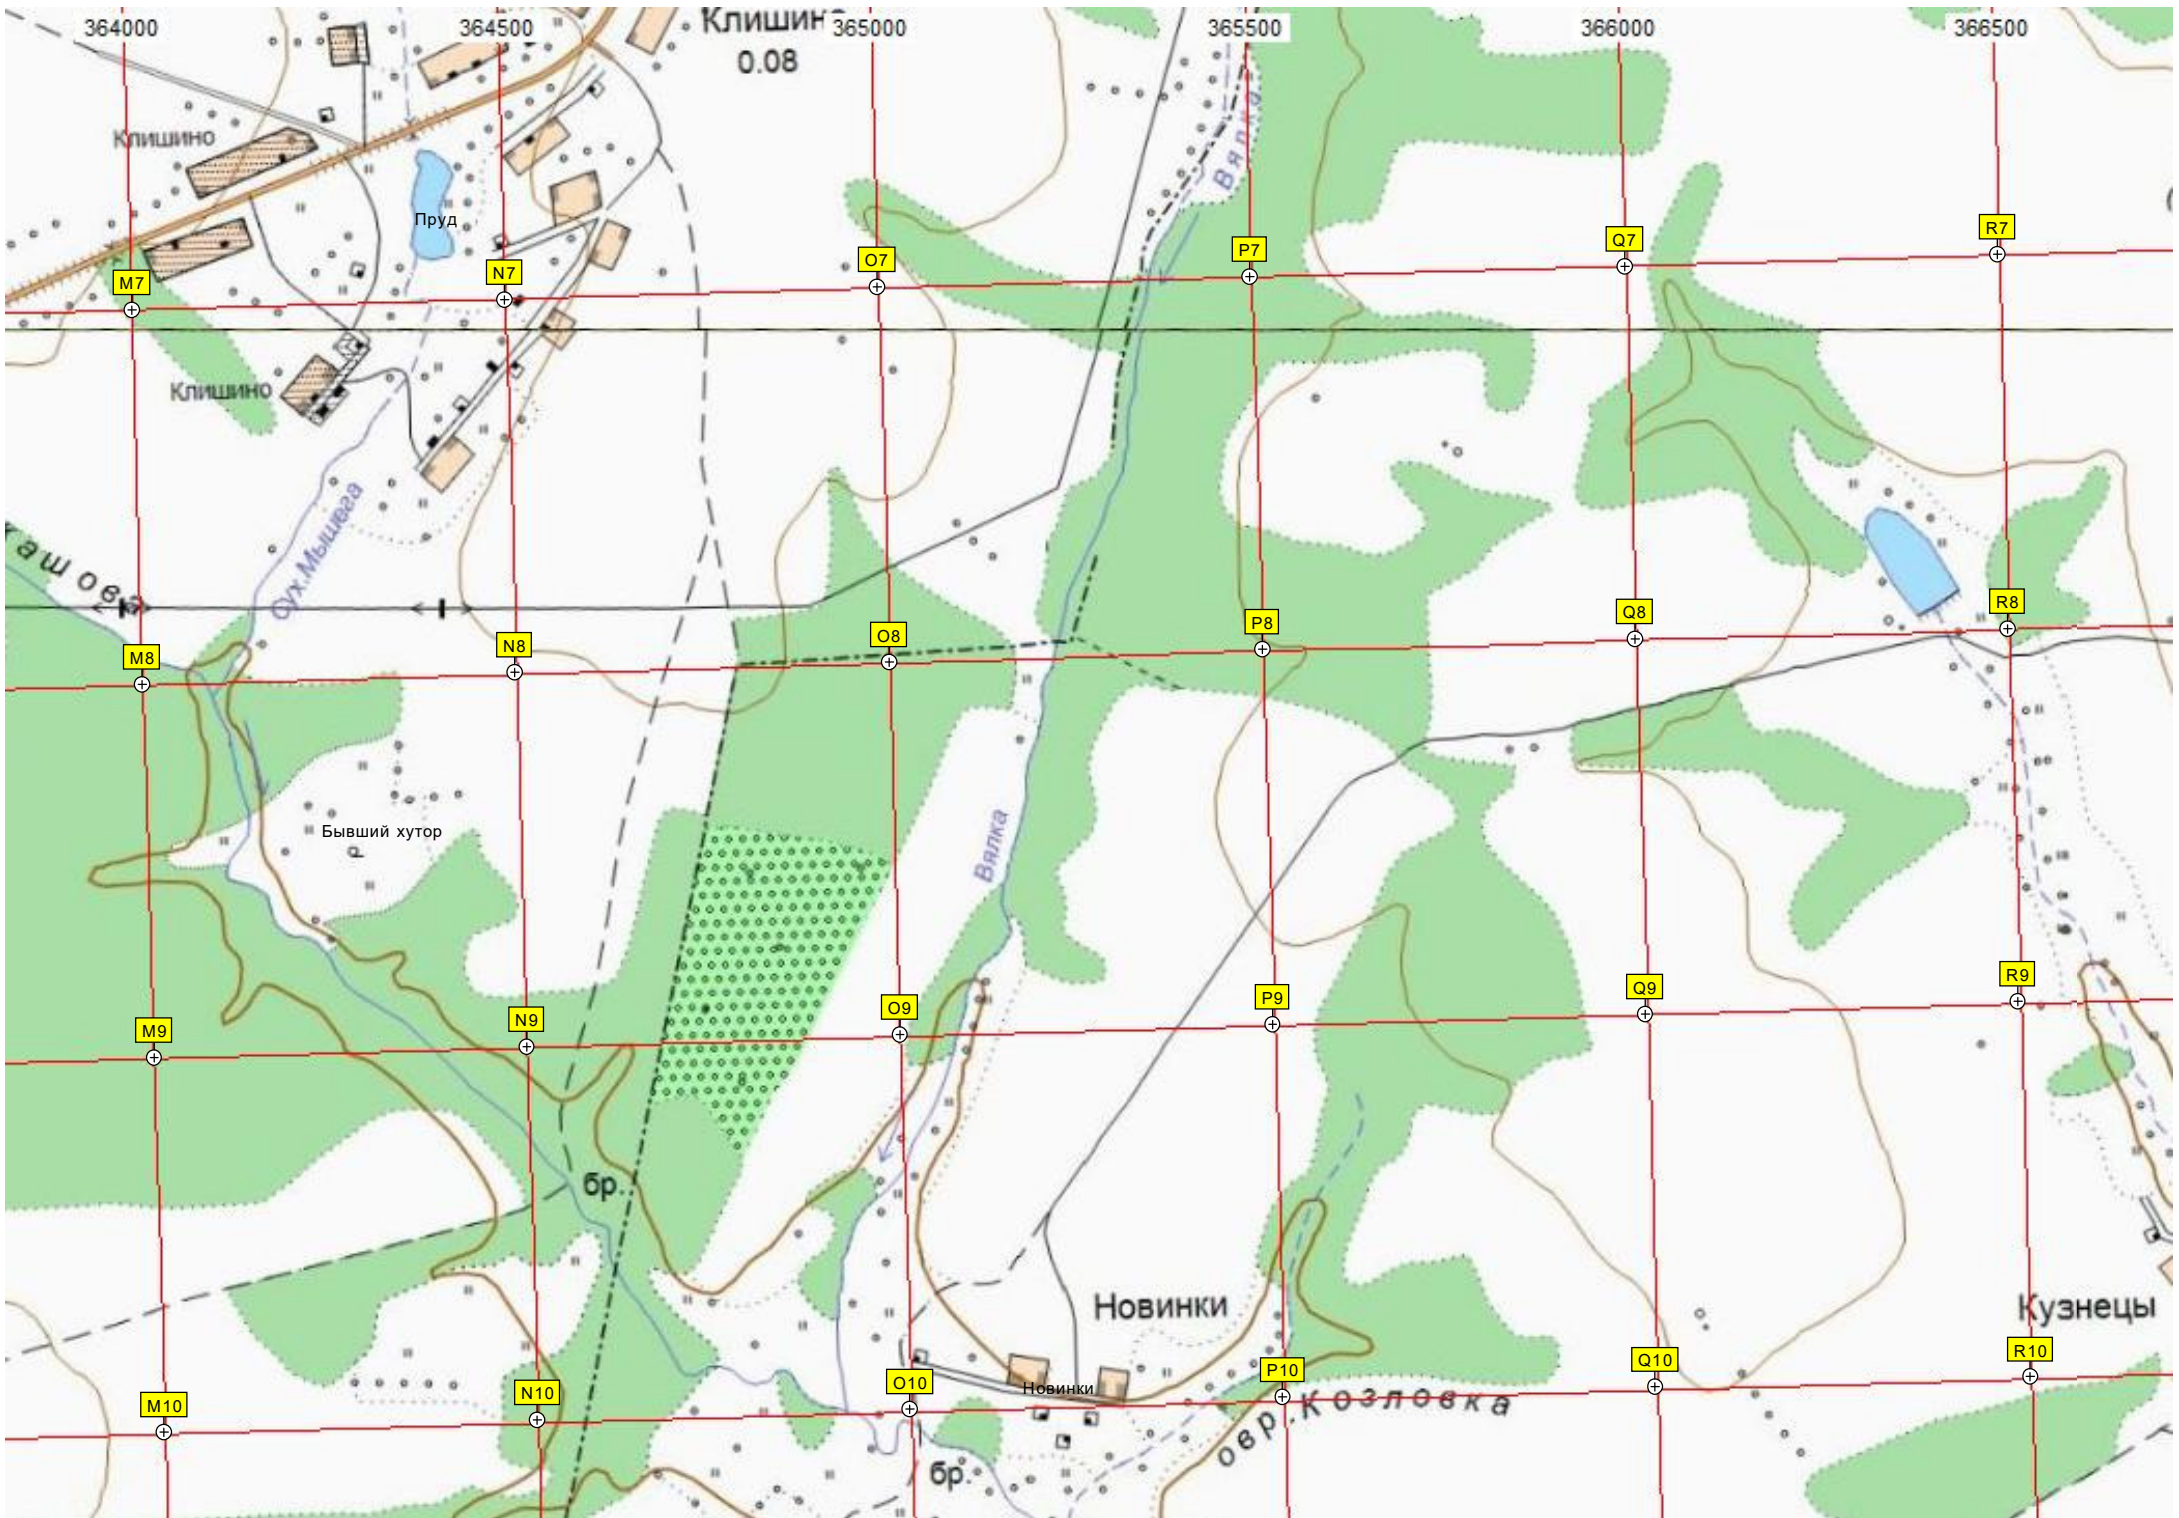 364000 364500 365000 365500 366000 366500
Клишино
0.08
Клишино
Вялка
Пруд
M7 N7 O7 P7 Q7 R7
Клишино
Сух.Мышега
M8 N8 O8 P8 Q8 R8
Бывший хутор
Вялка
M9 N9 O9 P9 Q9 R9
бр.
Новинки
Кузнецы
M10 N10 O10 P10 Q10 R10
Новинки
овр.Козловка
бр.